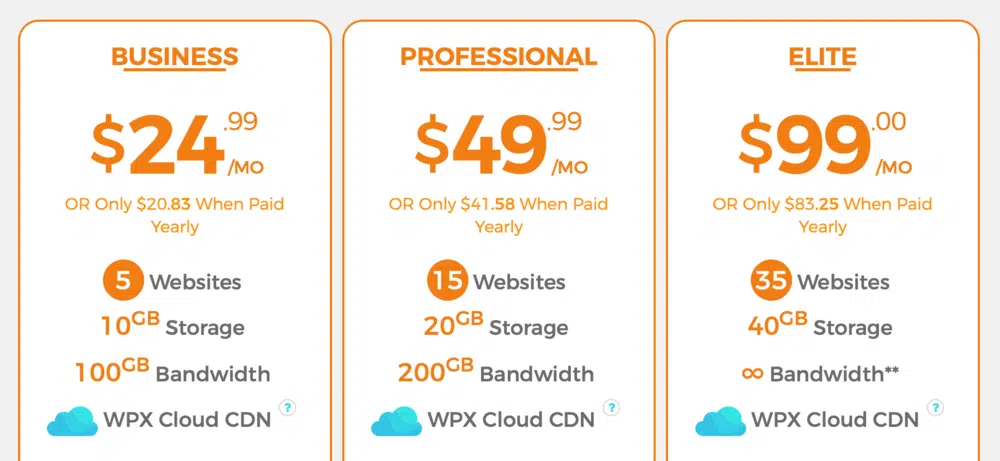 BUSINESS
$24.99/MO
OR Only $20.83 When Paid
Yearly
5 Websites
10GB Storage
100GB Bandwidth
WPX Cloud CDN ?
PROFESSIONAL
$49.99/MO
OR Only $41.58 When Paid
Yearly
15 Websites
20GB Storage
200GB Bandwidth
WPX Cloud CDN ?
ELITE
$99.00/MO
OR Only $83.25 When Paid
Yearly
35 Websites
40GB Storage
∞ Bandwidth**
WPX Cloud CDN ?